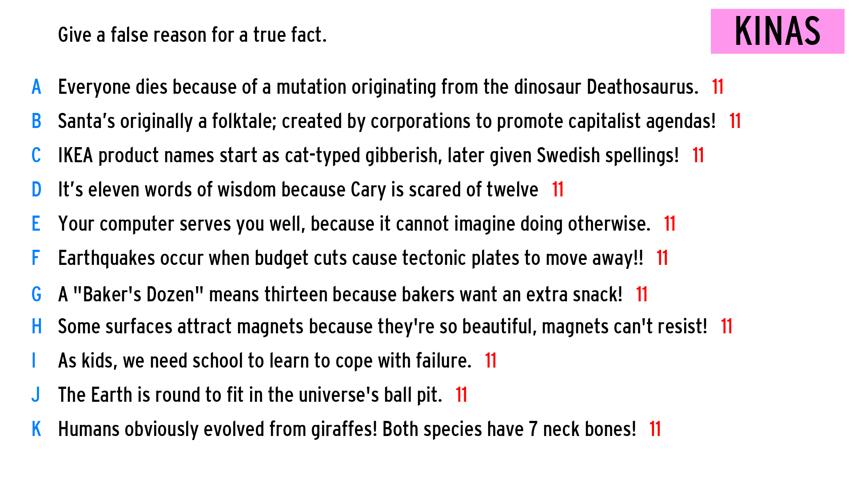 Give a false reason for a true fact.
KINAS
A Everyone dies because of a mutation originating from the dinosaur Deathosaurus. 11
B Santa's originally a folktale; created by corporations to promote capitalist agendas! 11
C IKEA product names start as cat-typed gibberish, later given Swedish spellings! 11
D It's eleven words of wisdom because Cary is scared of twelve 11
E Your computer serves you well, because it cannot imagine doing otherwise. 11
F Earthquakes occur when budget cuts cause tectonic plates to move away!! 11
G A "Baker's Dozen" means thirteen because bakers want an extra snack! 11
H Some surfaces attract magnets because they're so beautiful, magnets can't resist! 11
I As kids, we need school to learn to cope with failure. 11
J The Earth is round to fit in the universe's ball pit. 11
K Humans obviously evolved from giraffes! Both species have 7 neck bones! 11